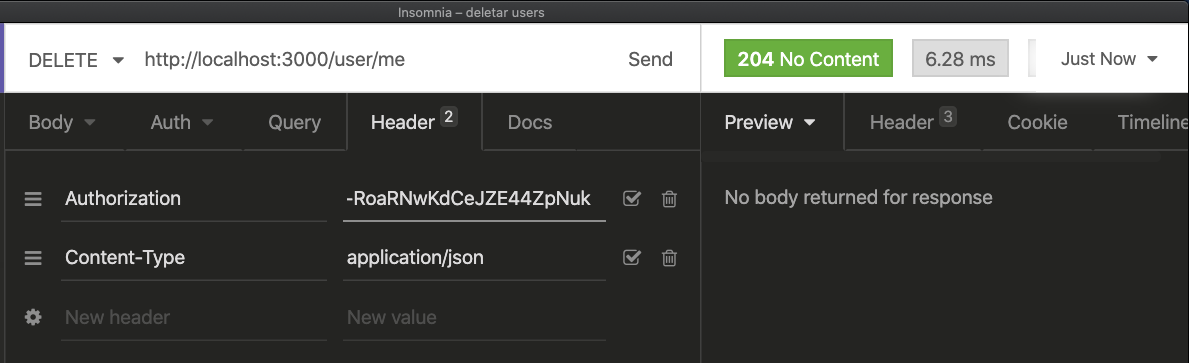 Insomnia – deletar users
DELETE http://localhost:3000/user/me Send
204 No Content 6.28 ms Just Now
Body Auth Query Header 2 Docs
Preview Header 3 Cookie Timeline
Authorization -RoaRNwKdCeJZE44ZpNuk
Content-Type application/json
New header New value
No body returned for response